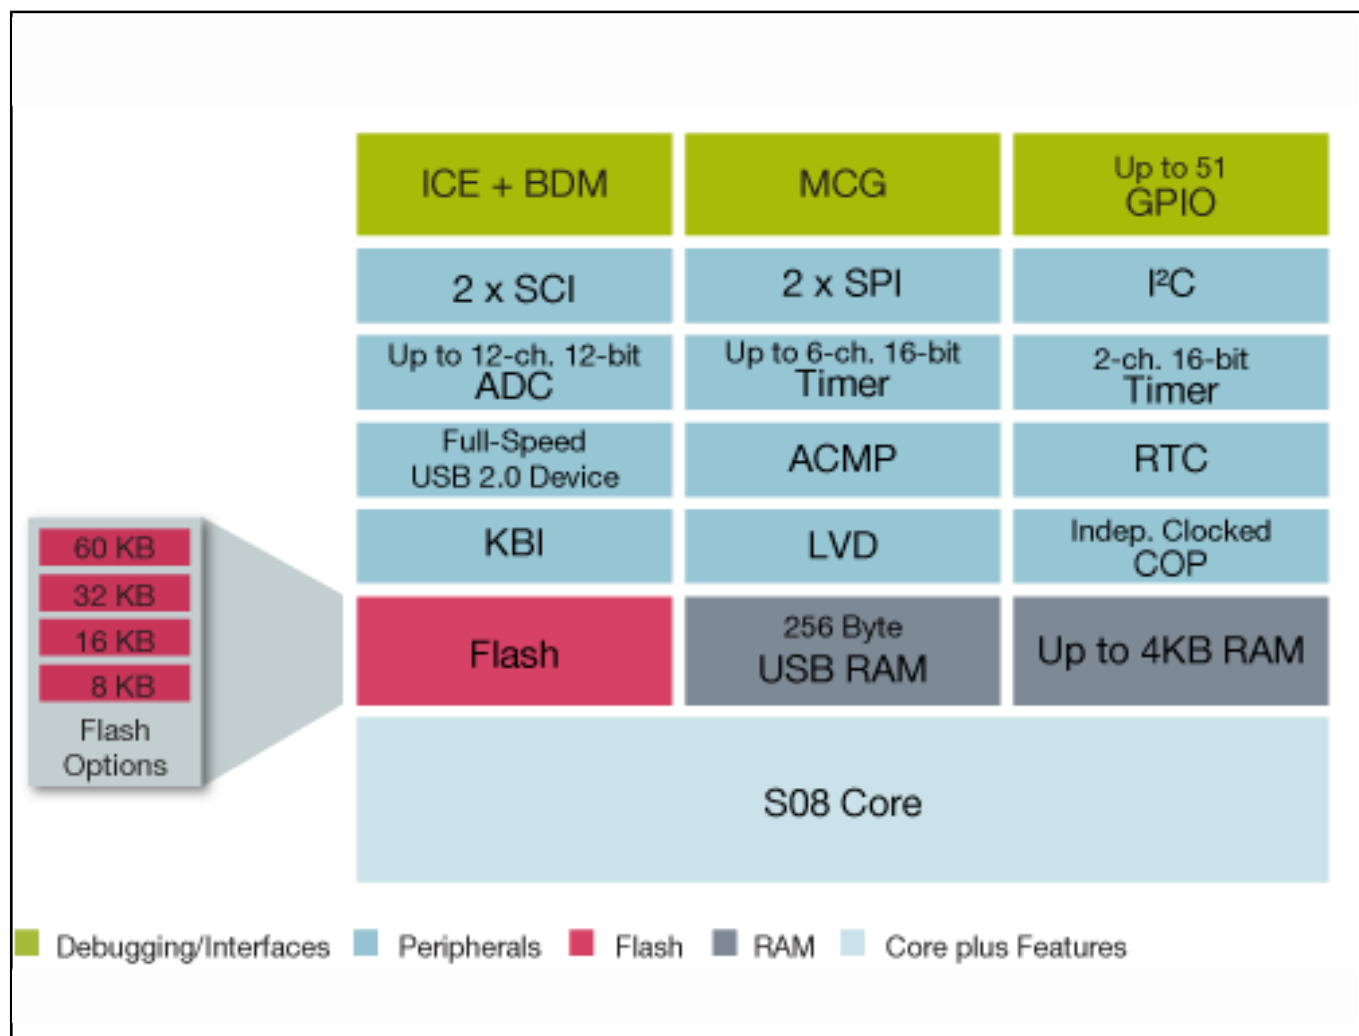 ICE + BDM
MCG
Up to 51
GPIO
2 x SCI
2 x SPI
I²C
Up to 12-ch. 12-bit
ADC
Up to 6-ch. 16-bit
Timer
2-ch. 16-bit
Timer
Full-Speed
USB 2.0 Device
ACMP
RTC
KBI
LVD
Indep. Clocked
COP
60 KB
32 KB
16 KB
8 KB
Flash
Options
Flash
256 Byte
USB RAM
Up to 4KB RAM
S08 Core
Debugging/Interfaces
Peripherals
Flash
RAM
Core plus Features